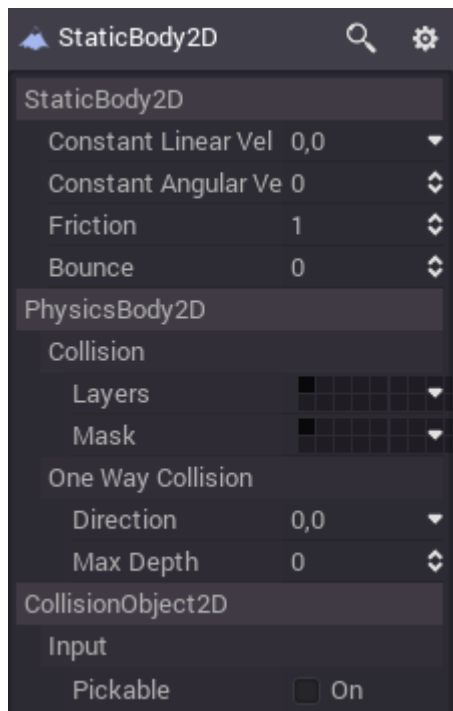 StaticBody2D
StaticBody2D
Constant Linear Vel 0,0
Constant Angular Ve 0
Friction 1
Bounce 0
PhysicsBody2D
Collision
Layers
Mask
One Way Collision
Direction 0,0
Max Depth 0
CollisionObject2D
Input
Pickable On